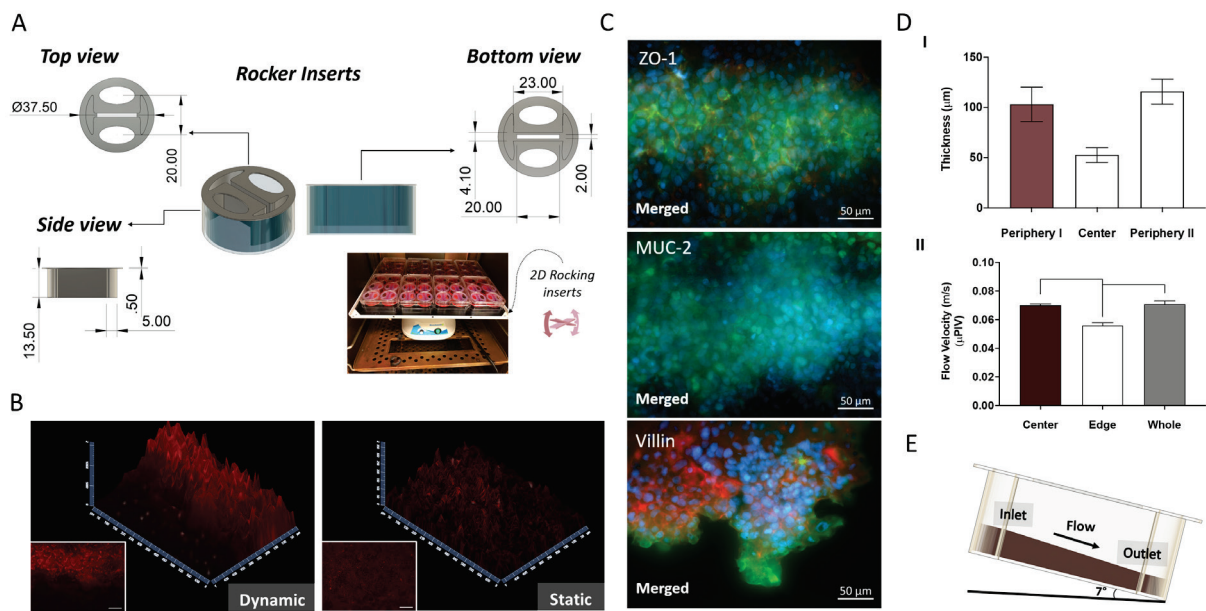 A
Top view
Rocker Inserts
Bottom view
Ø37.50
20.00
23.00
4.10
2.00
20.00
Side view
13.50
.50
5.00
2D Rocking
inserts
B
Dynamic
Static
C
ZO-1
Merged
50 µm
MUC-2
Merged
50 µm
Villin
Merged
50 µm
D
I
Thickness (µm)
100
50
0
Periphery I Center Periphery II
II
Flow Velocity (m/s)
(µPIV)
0.10
0.08
0.06
0.04
0.02
0.00
Center Edge Whole
E
Inlet
Flow
Outlet
7°